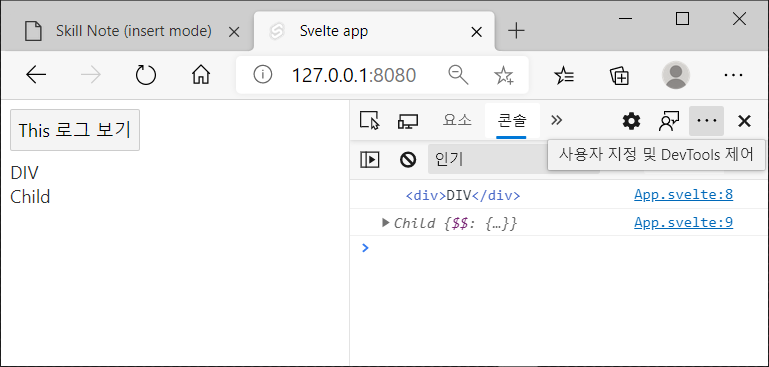 Skill Note (insert mode)
Svelte app
127.0.0.1:8080
This 로그 보기
DIV
Child
요소
콘솔
사용자 지정 및 DevTools 제어
인기
<div>DIV</div>
App.svelte:8
Child {$$: {…}}
App.svelte:9